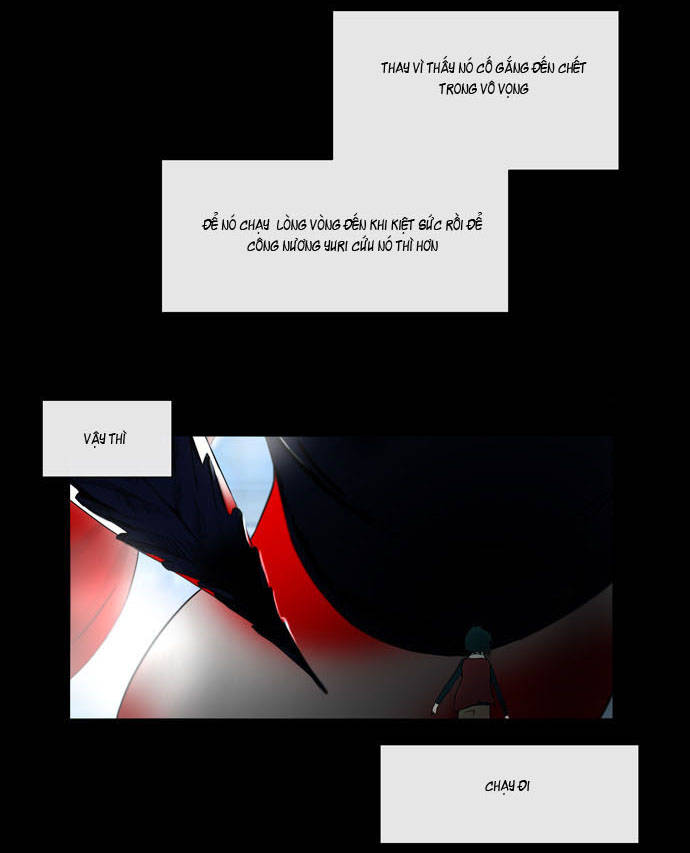 THAY VÌ THẤY NÓ CỐ GẮNG ĐẾN CHẾT
TRONG VÔ VỌNG
ĐỂ NÓ CHẠY LÒNG VÒNG ĐẾN KHI KIỆT SỨC RỒI ĐỂ
CÔNG NƯƠNG YURI CỨU NÓ THÌ HƠN
VẬY THÌ
CHẠY ĐI